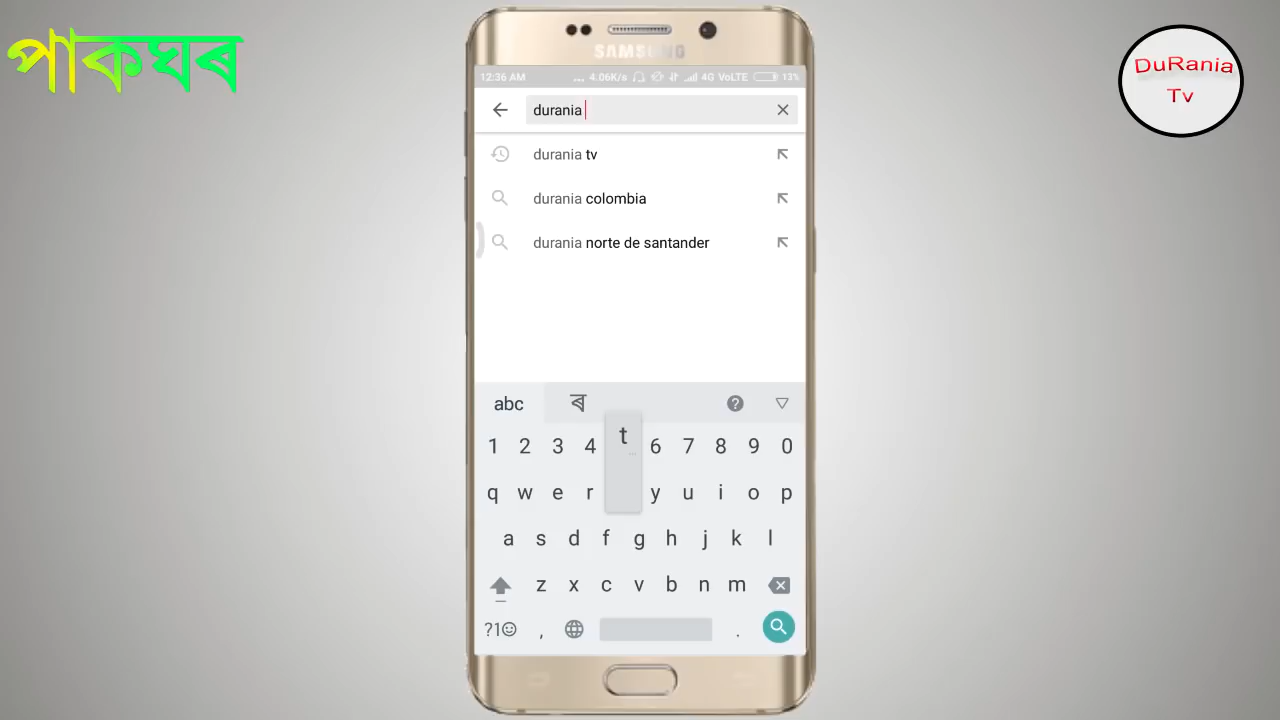 পাকঘৰ
DuRania
Tv
SAMSUNG
12:36 AM ... 4.06K/s 4G VoLTE 13%
durania
durania tv
durania colombia
durania norte de santander
abc ৰ ?
1 2 3 4 6 7 8 9 0
t
q w e r y u i o p
a s d f g h j k l
z x c v b n m
?1☺ , .